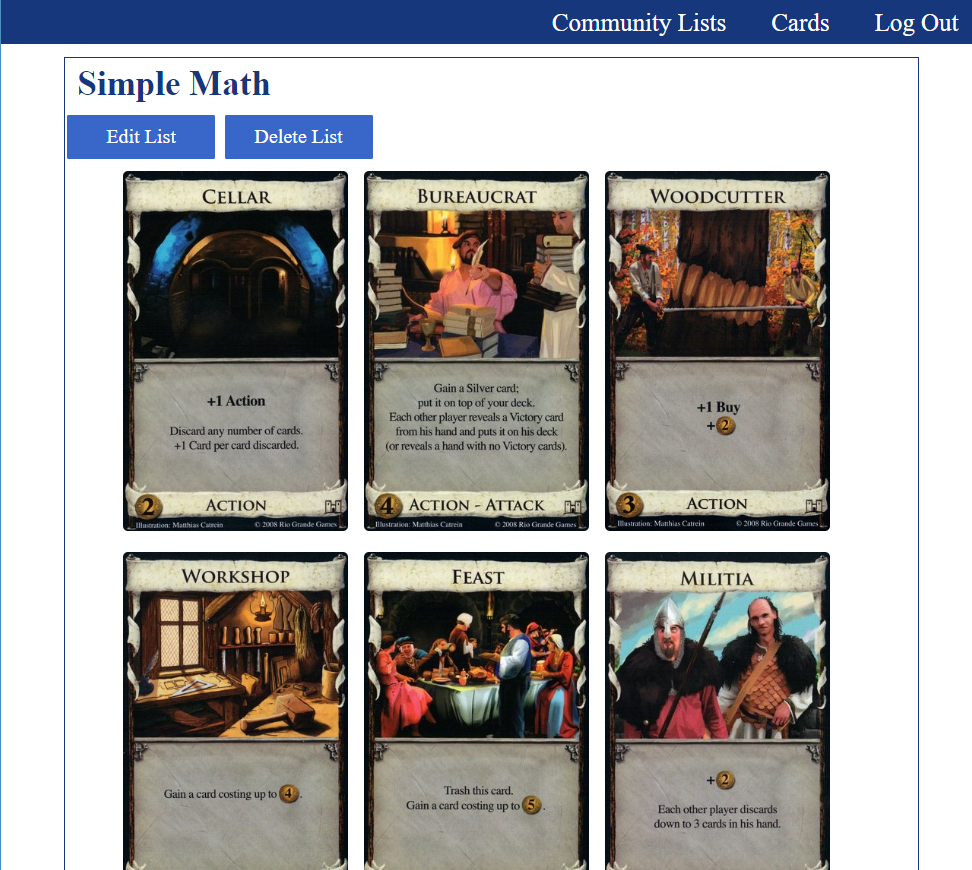 Community Lists Cards Log Out
Simple Math
Edit List Delete List
CELLAR
+1 Action
Discard any number of cards.
+1 Card per card discarded.
2 ACTION
Illustration: Matthias Catrein © 2008 Rio Grande Games
BUREAUCRAT
Gain a Silver card;
put it on top of your deck.
Each other player reveals a Victory card
from his hand and puts it on his deck
(or reveals a hand with no Victory cards).
4 ACTION - ATTACK
Illustration: Matthias Catrein © 2008 Rio Grande Games
WOODCUTTER
+1 Buy
+2
3 ACTION
Illustration: Matthias Catrein © 2008 Rio Grande Games
WORKSHOP
Gain a card costing up to 4.
FEAST
Trash this card.
Gain a card costing up to 5.
MILITIA
+2
Each other player discards
down to 3 cards in his hand.